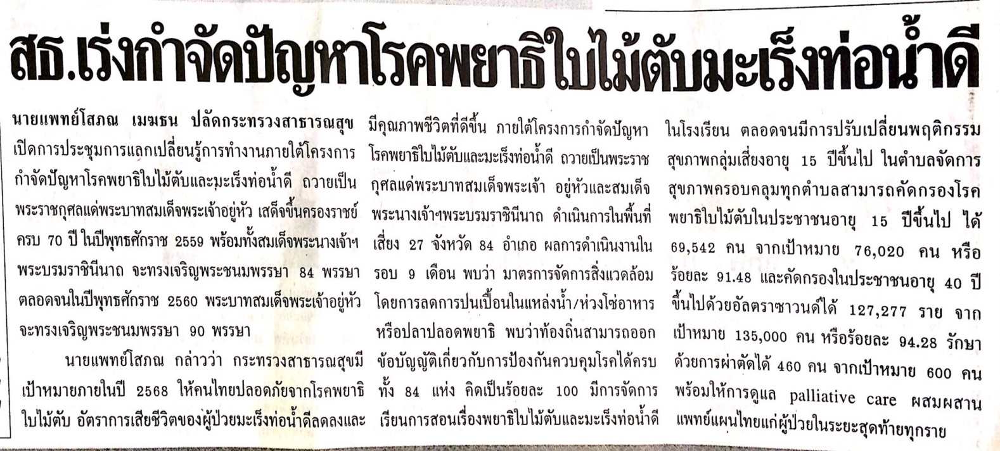 สธ.เร่งกำจัดปัญหาโรคพยาธิใบไม้ตับมะเร็งท่อน้ำดี
นายแพทย์โสภณ เมฆธน ปลัดกระทรวงสาธารณสุข
เปิดการประชุมการแลกเปลี่ยนรู้การทำงานภายใต้โครงการ
กำจัดปัญหาโรคพยาธิใบไม้ตับและมะเร็งท่อน้ำดี ถวายเป็น
พระราชกุศลแด่พระบาทสมเด็จพระเจ้าอยู่หัว เสด็จขึ้นครองราชย์
ครบ 70 ปี ในปีพุทธศักราช 2559 พร้อมทั้งสมเด็จพระนางเจ้าฯ
พระบรมราชินีนาถ จะทรงเจริญพระชนมพรรษา 84 พรรษา
ตลอดจนในปีพุทธศักราช 2560 พระบาทสมเด็จพระเจ้าอยู่หัว
จะทรงเจริญพระชนมพรรษา 90 พรรษา
นายแพทย์โสภณ กล่าวว่า กระทรวงสาธารณสุขมี
เป้าหมายภายในปี 2568 ให้คนไทยปลอดภัยจากโรคพยาธิ
ใบไม้ตับ อัตราการเสียชีวิตของผู้ป่วยมะเร็งท่อน้ำดีลดลงและ
มีคุณภาพชีวิตที่ดีขึ้น ภายใต้โครงการกำจัดปัญหา
โรคพยาธิใบไม้ตับและมะเร็งท่อน้ำดี ถวายเป็นพระราช
กุศลแด่พระบาทสมเด็จพระเจ้า อยู่หัวและสมเด็จ
พระนางเจ้าฯพระบรมราชินีนาถ ดำเนินการในพื้นที่
เสี่ยง 27 จังหวัด 84 อำเภอ ผลการดำเนินงานใน
รอบ 9 เดือน พบว่า มาตรการจัดการสิ่งแวดล้อม
โดยการลดการปนเปื้อนในแหล่งน้ำ/ห่วงโซ่อาหาร
หรือปลาปลอดพยาธิ พบว่าท้องถิ่นสามารถออก
ข้อบัญญัติเกี่ยวกับการป้องกันควบคุมโรคได้ครบ
ทั้ง 84 แห่ง คิดเป็นร้อยละ 100 มีการจัดการ
เรียนการสอนเรื่องพยาธิใบไม้ตับและมะเร็งท่อน้ำดี
ในโรงเรียน ตลอดจนมีการปรับเปลี่ยนพฤติกรรม
สุขภาพกลุ่มเสี่ยงอายุ 15 ปีขึ้นไป ในตำบลจัดการ
สุขภาพครอบคลุมทุกตำบลสามารถคัดกรองโรค
พยาธิใบไม้ตับในประชาชนอายุ 15 ปีขึ้นไป ได้
69,542 คน จากเป้าหมาย 76,020 คน หรือ
ร้อยละ 91.48 และคัดกรองในประชาชนอายุ 40 ปี
ขึ้นไปด้วยอัลตราซาวนด์ได้ 127,277 ราย จาก
เป้าหมาย 135,000 คน หรือร้อยละ 94.28 รักษา
ด้วยการผ่าตัดได้ 460 คน จากเป้าหมาย 600 คน
พร้อมให้การดูแล palliative care ผสมผสาน
แพทย์แผนไทยแก่ผู้ป่วยในระยะสุดท้ายทุกราย